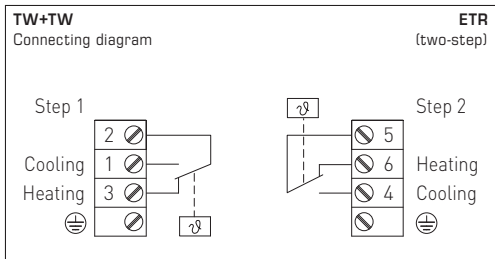 TW+TW ETR
Connecting diagram (two-step)
Step 1 ϑ Step 2
2 5
Cooling 1 6 Heating
Heating 3 4 Cooling
ϑ